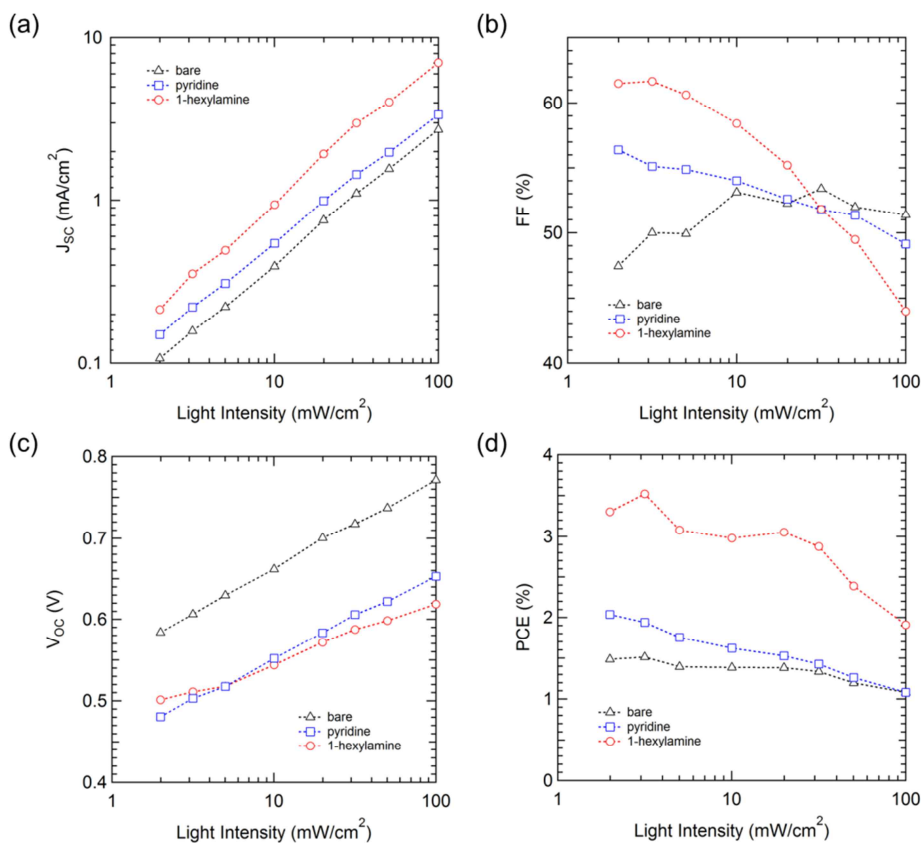 (a)
10
1
0.1
J_SC (mA/cm²)
bare
pyridine
1-hexylamine
1
10
100
Light Intensity (mW/cm²)
(b)
60
50
40
FF (%)
bare
pyridine
1-hexylamine
1
10
100
Light Intensity (mW/cm²)
(c)
0.8
0.7
0.6
0.5
0.4
V_OC (V)
bare
pyridine
1-hexylamine
1
10
100
Light Intensity (mW/cm²)
(d)
4
3
2
1
0
PCE (%)
bare
pyridine
1-hexylamine
1
10
100
Light Intensity (mW/cm²)